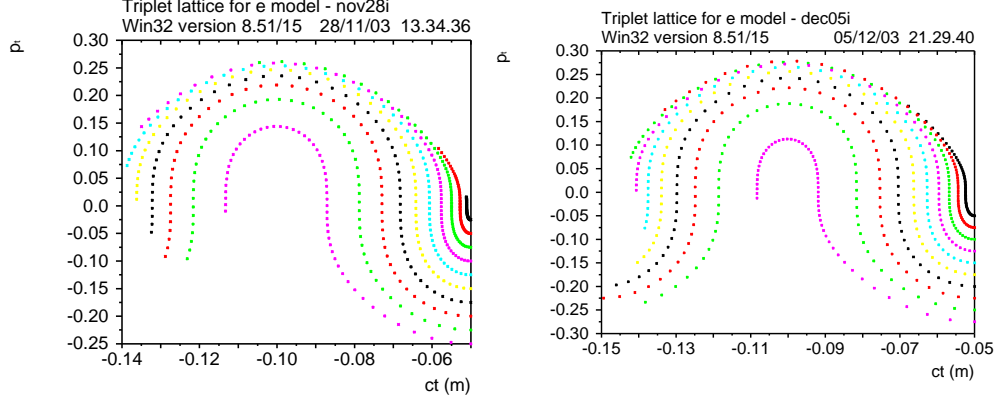 Triplet lattice for e model - nov28i
Win32 version 8.51/15 28/11/03 13.34.36
pₜ
0.30
0.25
0.20
0.15
0.10
0.05
0.0
-0.05
-0.10
-0.15
-0.20
-0.25
-0.14 -0.12 -0.10 -0.08 -0.06
ct (m)
Triplet lattice for e model - dec05i
Win32 version 8.51/15 05/12/03 21.29.40
pₜ
0.30
0.25
0.20
0.15
0.10
0.05
0.0
-0.05
-0.10
-0.15
-0.20
-0.25
-0.30
-0.15 -0.13 -0.11 -0.09 -0.07 -0.05
ct (m)